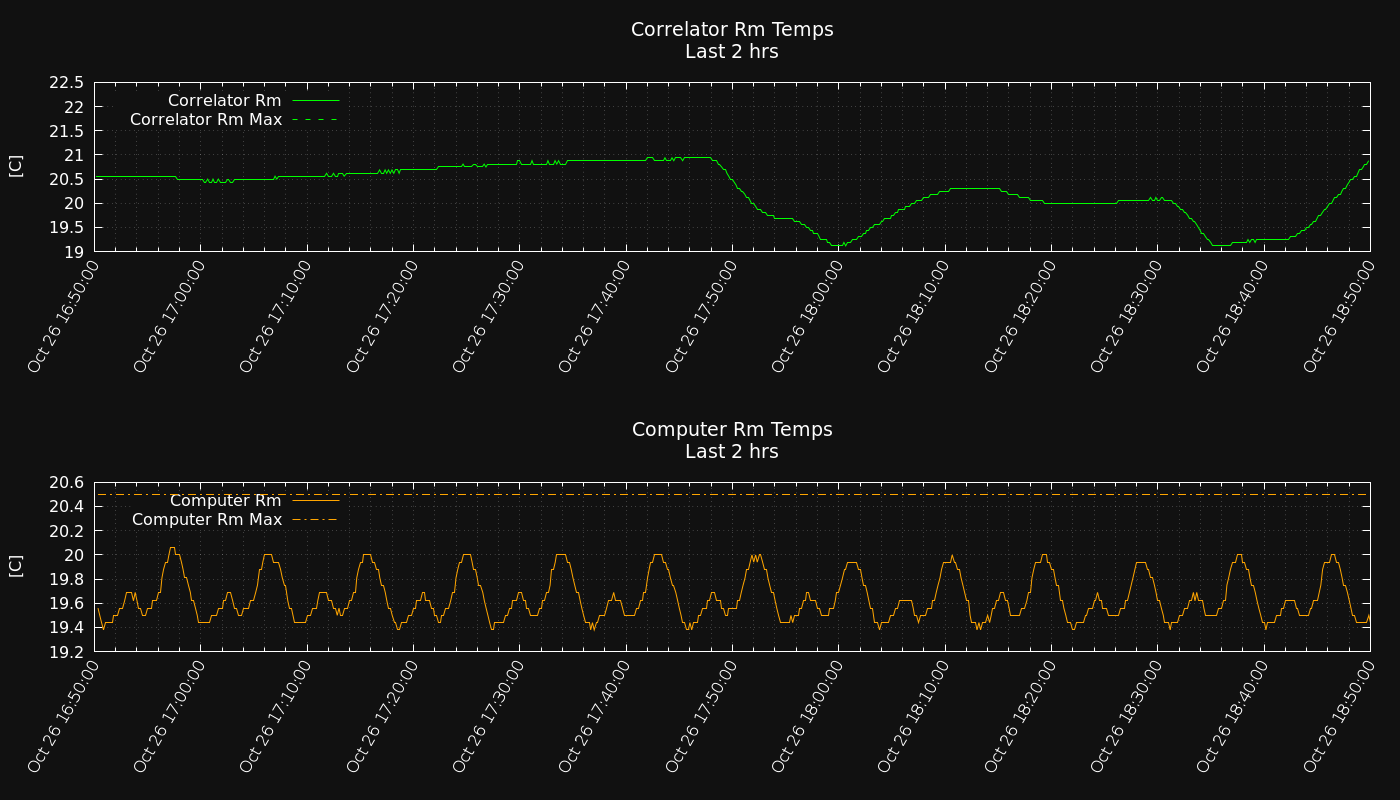 Correlator Rm Temps
Last 2 hrs
22.5
22
21.5
21
20.5
20
19.5
19
[C]
Correlator Rm
Correlator Rm Max
Oct 26 16:50:00
Oct 26 17:00:00
Oct 26 17:10:00
Oct 26 17:20:00
Oct 26 17:30:00
Oct 26 17:40:00
Oct 26 17:50:00
Oct 26 18:00:00
Oct 26 18:10:00
Oct 26 18:20:00
Oct 26 18:30:00
Oct 26 18:40:00
Oct 26 18:50:00
Computer Rm Temps
Last 2 hrs
20.6
20.4
20.2
20
19.8
19.6
19.4
19.2
[C]
Computer Rm
Computer Rm Max
Oct 26 16:50:00
Oct 26 17:00:00
Oct 26 17:10:00
Oct 26 17:20:00
Oct 26 17:30:00
Oct 26 17:40:00
Oct 26 17:50:00
Oct 26 18:00:00
Oct 26 18:10:00
Oct 26 18:20:00
Oct 26 18:30:00
Oct 26 18:40:00
Oct 26 18:50:00